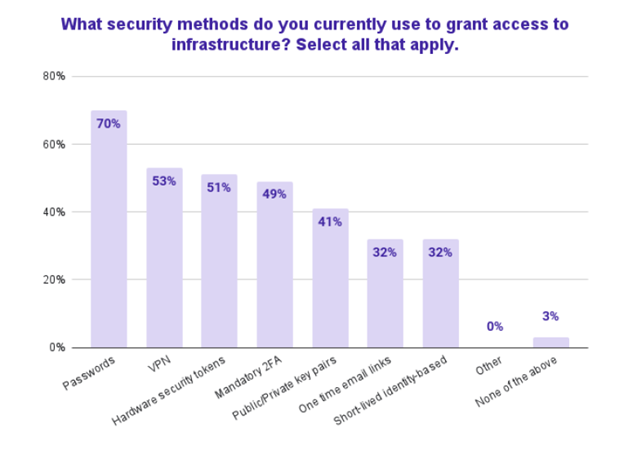 What security methods do you currently use to grant access to
infrastructure? Select all that apply.
80%
60%
40%
20%
0%
70%
53%
51%
49%
41%
32%
32%
0%
3%
Passwords
VPN
Hardware security tokens
Mandatory 2FA
Public/Private key pairs
One time email links
Short-lived identity-based
Other
None of the above